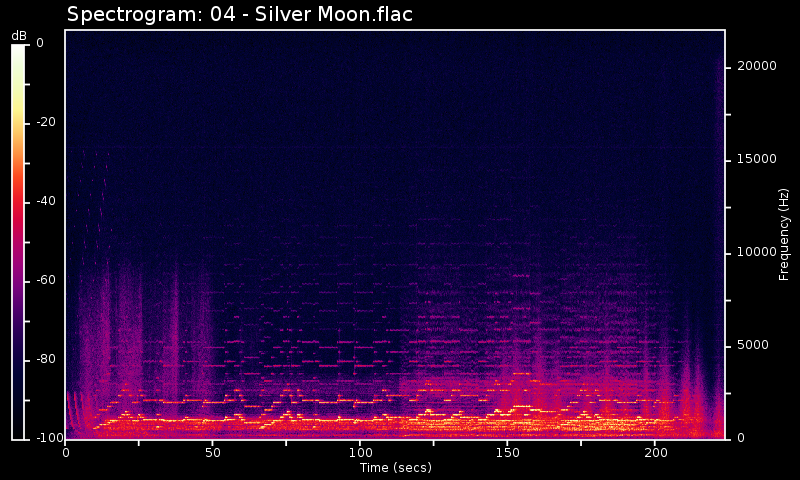 Spectrogram: 04 - Silver Moon.flac
dB
0
-20
-40
-60
-80
-100
20000
15000
10000
5000
0
Frequency (Hz)
0 50 100 150 200
Time (secs)